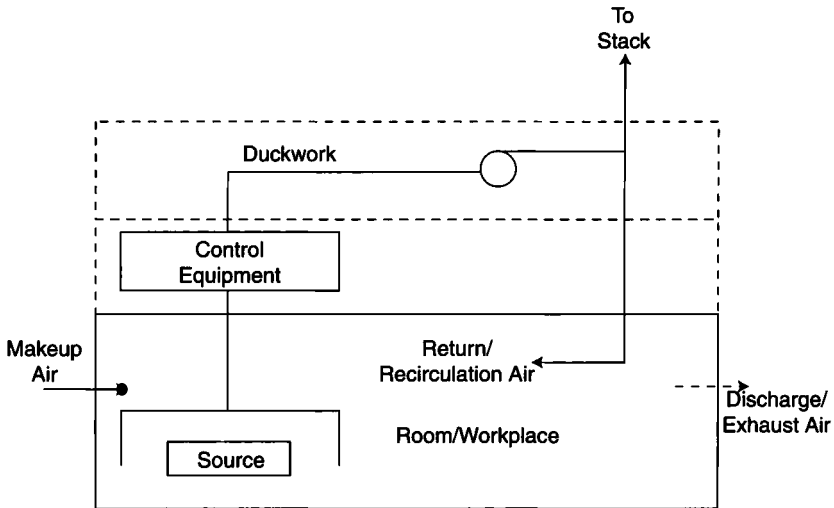 To
Stack
Duckwork
Control
Equipment
Makeup
Air
Return/
Recirculation Air
Discharge/
Exhaust Air
Room/Workplace
Source